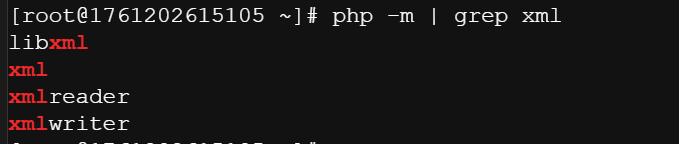 [root@1761202615105 ~]# php -m | grep xml
libxml
xml
xmlreader
xmlwriter